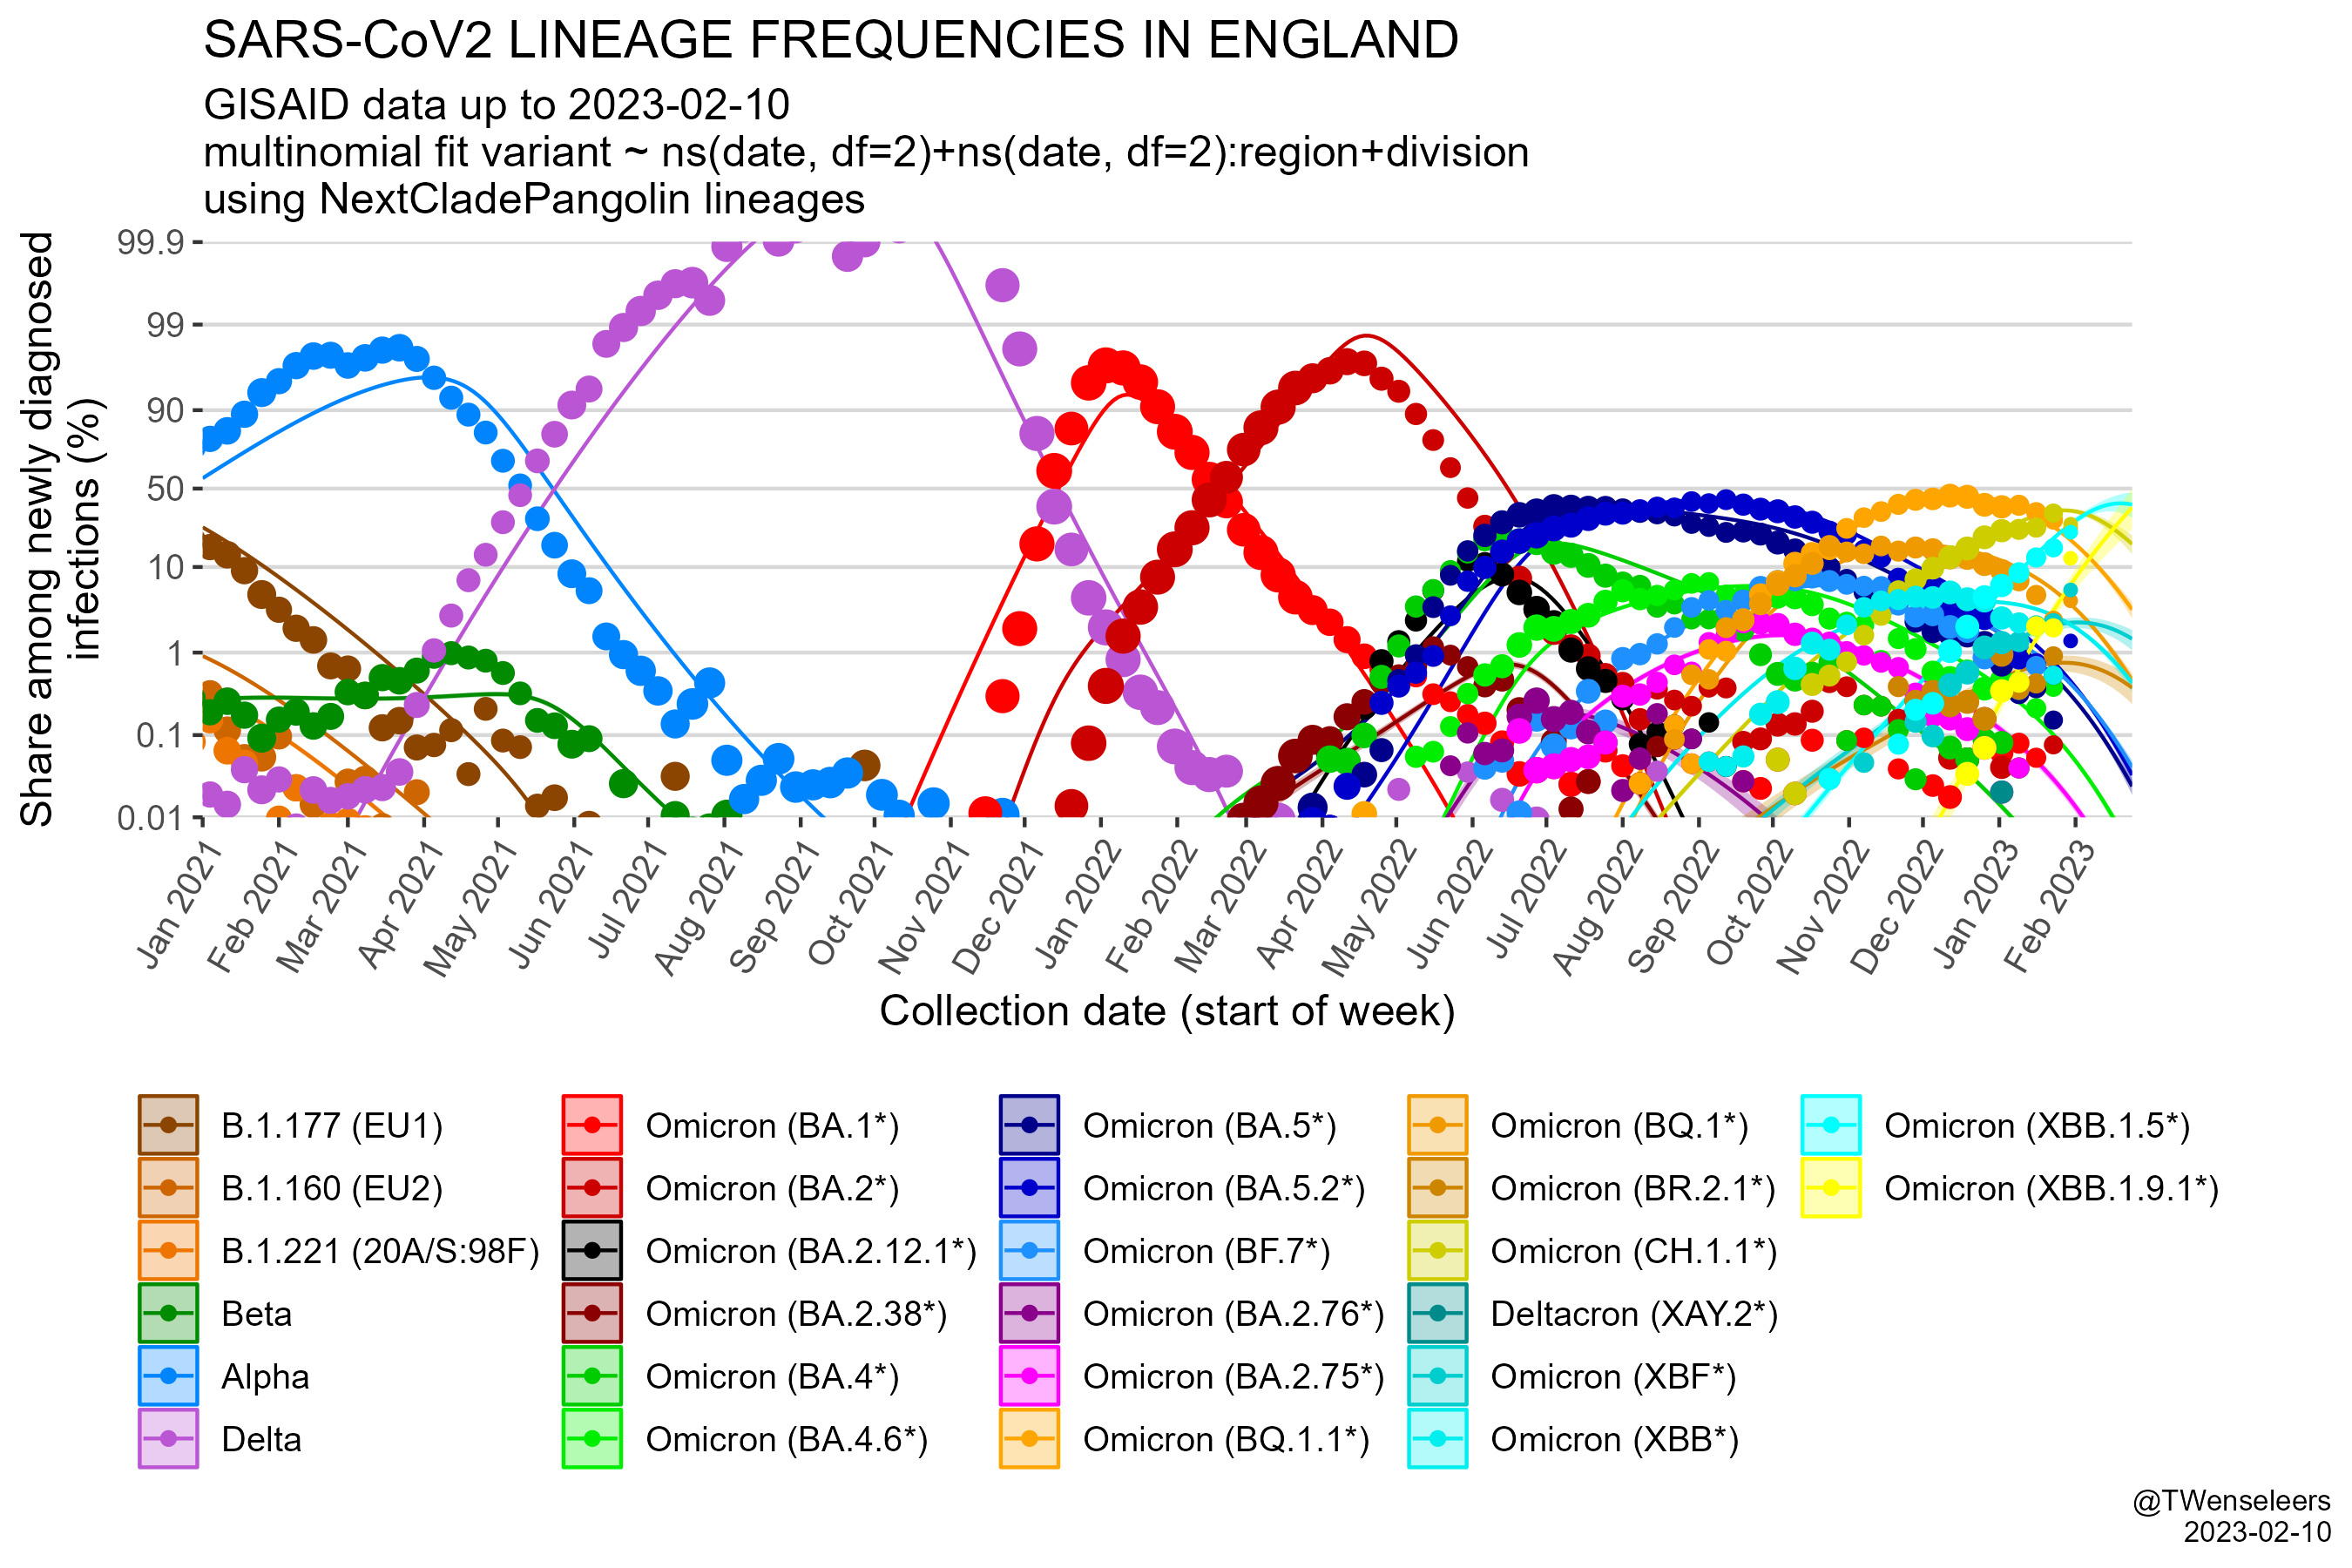 SARS-CoV2 LINEAGE FREQUENCIES IN ENGLAND
GISAID data up to 2023-02-10
multinomial fit variant ~ ns(date, df=2)+ns(date, df=2):region+division
using NextCladePangolin lineages
Share among newly diagnosed
infections (%)
99.9
99
90
50
10
1
0.1
0.01
Jan 2021
Feb 2021
Mar 2021
Apr 2021
May 2021
Jun 2021
Jul 2021
Aug 2021
Sep 2021
Oct 2021
Nov 2021
Dec 2021
Jan 2022
Feb 2022
Mar 2022
Apr 2022
May 2022
Jun 2022
Jul 2022
Aug 2022
Sep 2022
Oct 2022
Nov 2022
Dec 2022
Jan 2023
Feb 2023
Collection date (start of week)
B.1.177 (EU1)
B.1.160 (EU2)
B.1.221 (20A/S:98F)
Beta
Alpha
Delta
Omicron (BA.1*)
Omicron (BA.2*)
Omicron (BA.2.12.1*)
Omicron (BA.2.38*)
Omicron (BA.4*)
Omicron (BA.4.6*)
Omicron (BA.5*)
Omicron (BA.5.2*)
Omicron (BF.7*)
Omicron (BA.2.76*)
Omicron (BA.2.75*)
Omicron (BQ.1.1*)
Omicron (BQ.1*)
Omicron (BR.2.1*)
Omicron (CH.1.1*)
Deltacron (XAY.2*)
Omicron (XBF*)
Omicron (XBB*)
Omicron (XBB.1.5*)
Omicron (XBB.1.9.1*)
@TWenseleers
2023-02-10